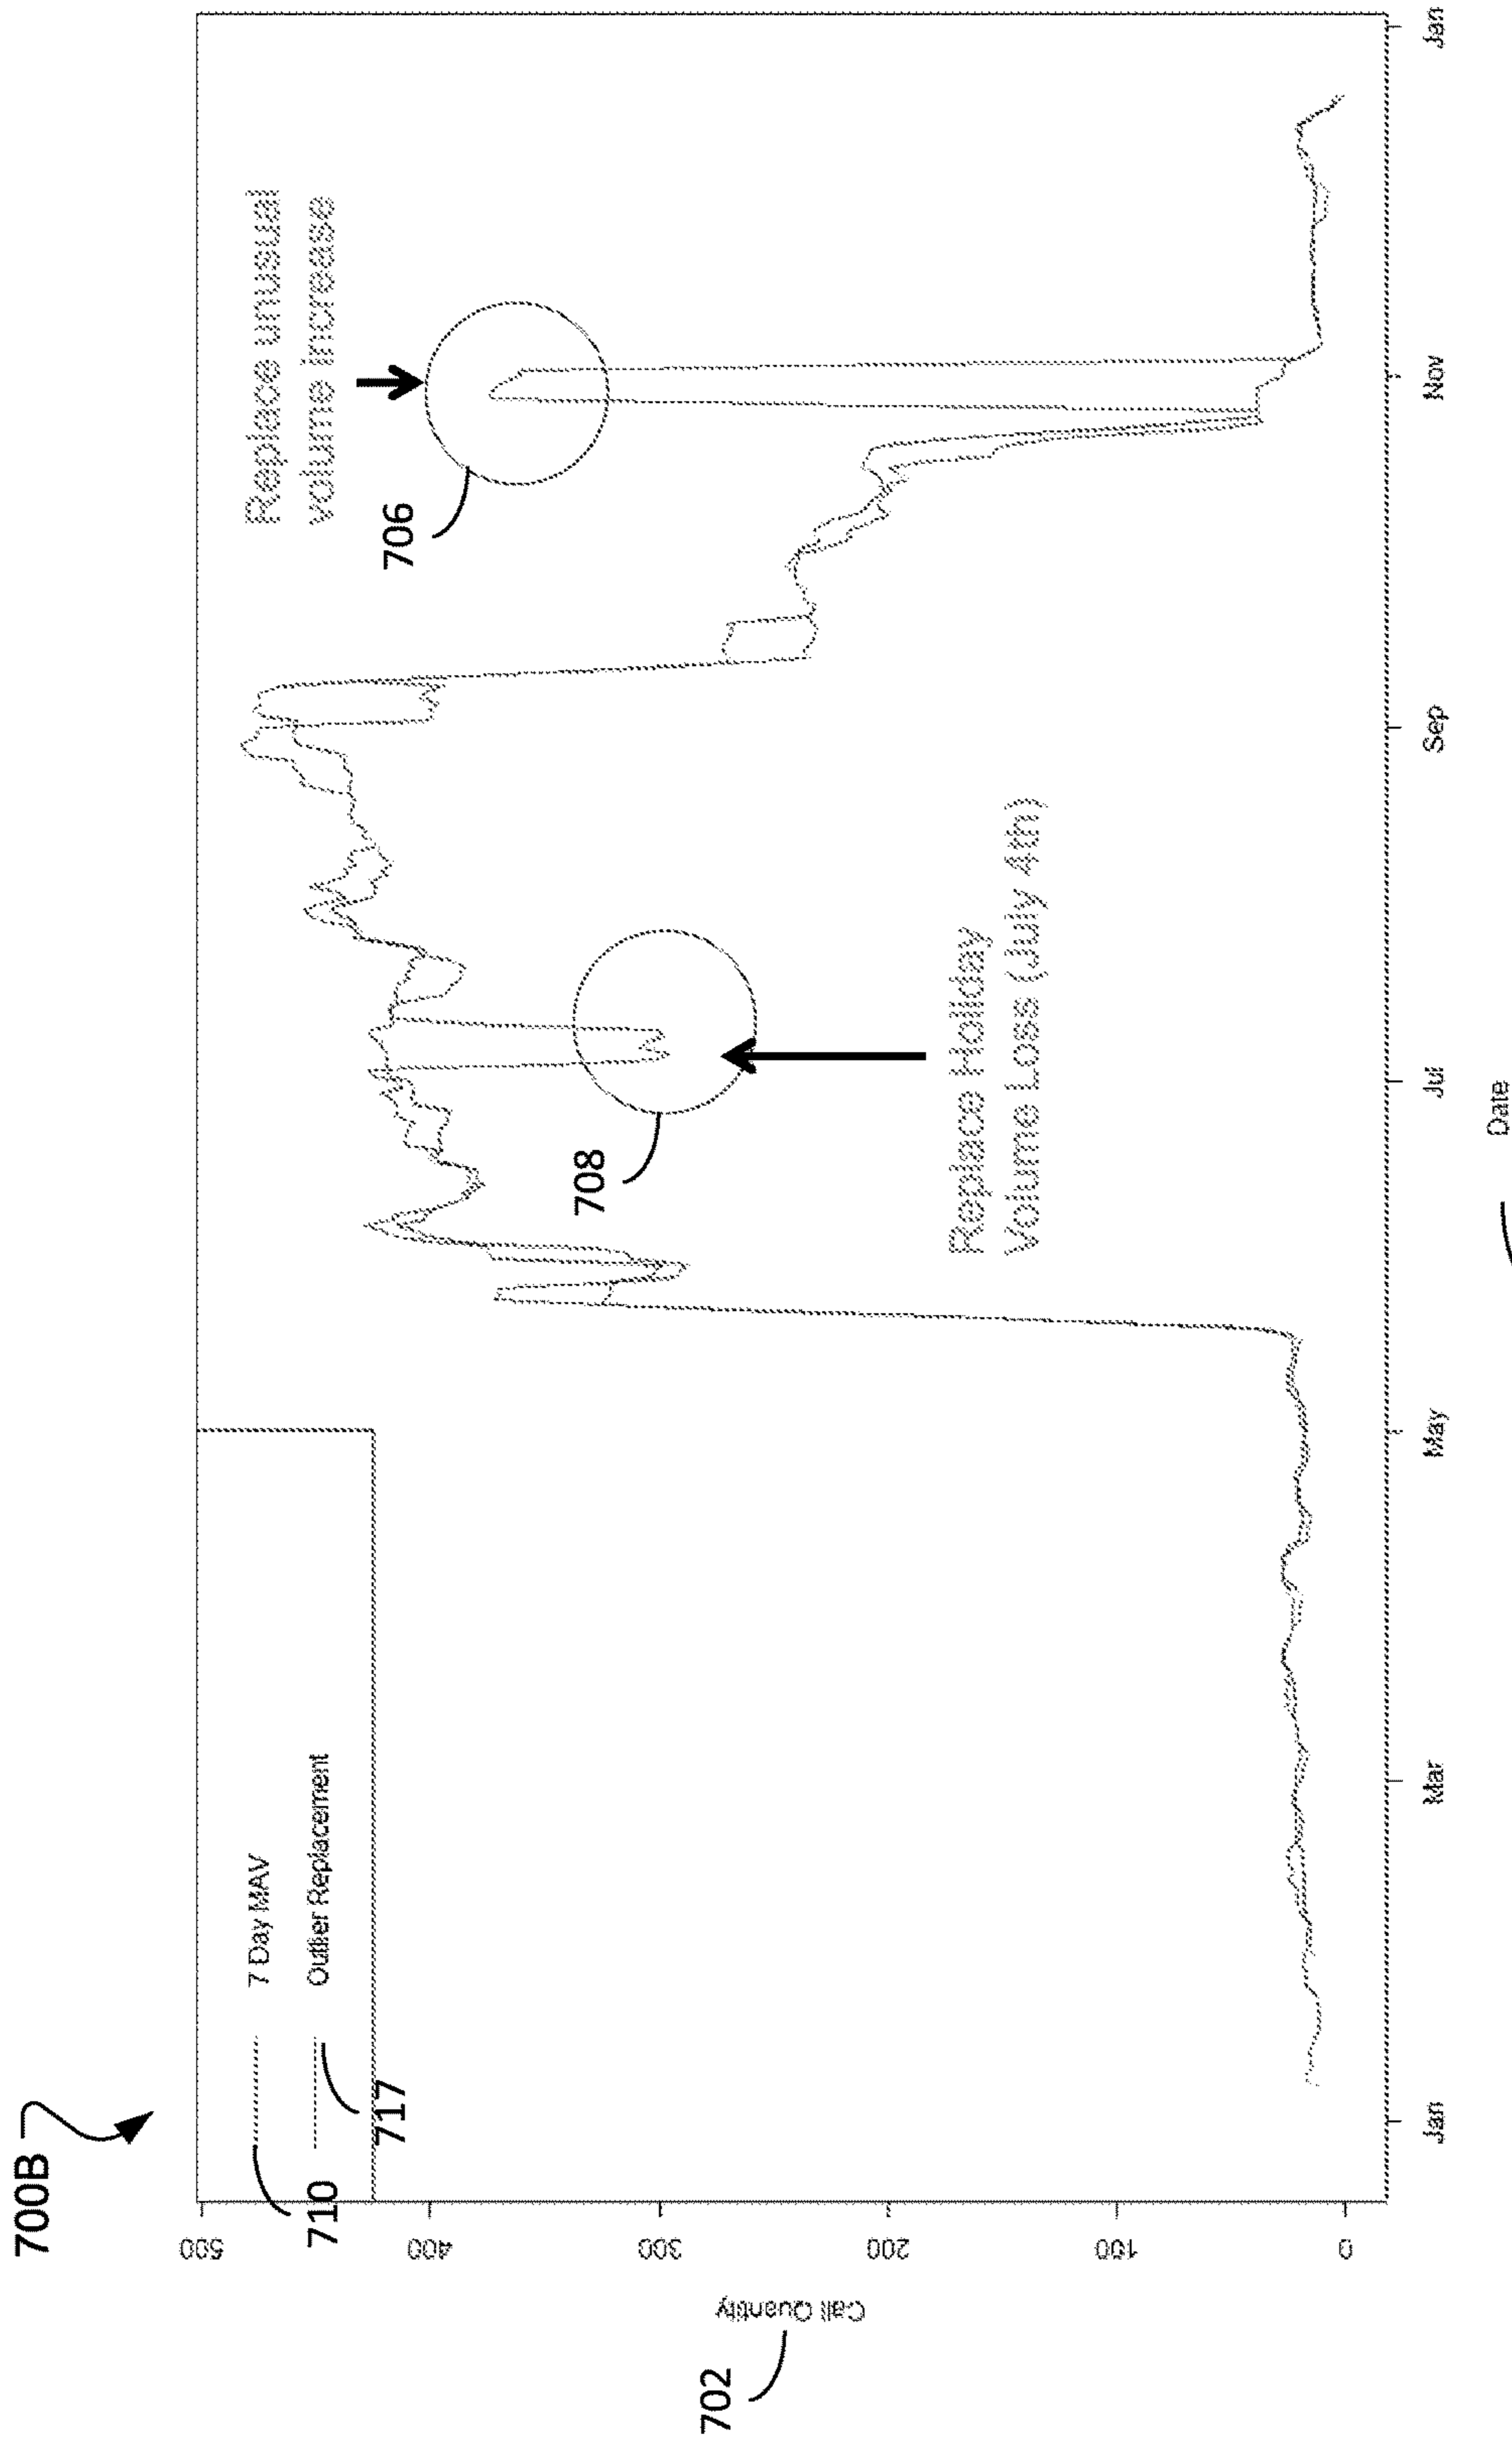 700B
7 Day MAV
Outlier Replacement
710
717
Replace unusual
volume increase
706
708
Replace Holiday
Volume Loss (July 4th)
500
400
300
200
100
0
Call Quantity
702
Jan
Mar
May
Jul
Sep
Nov
Jan
Date